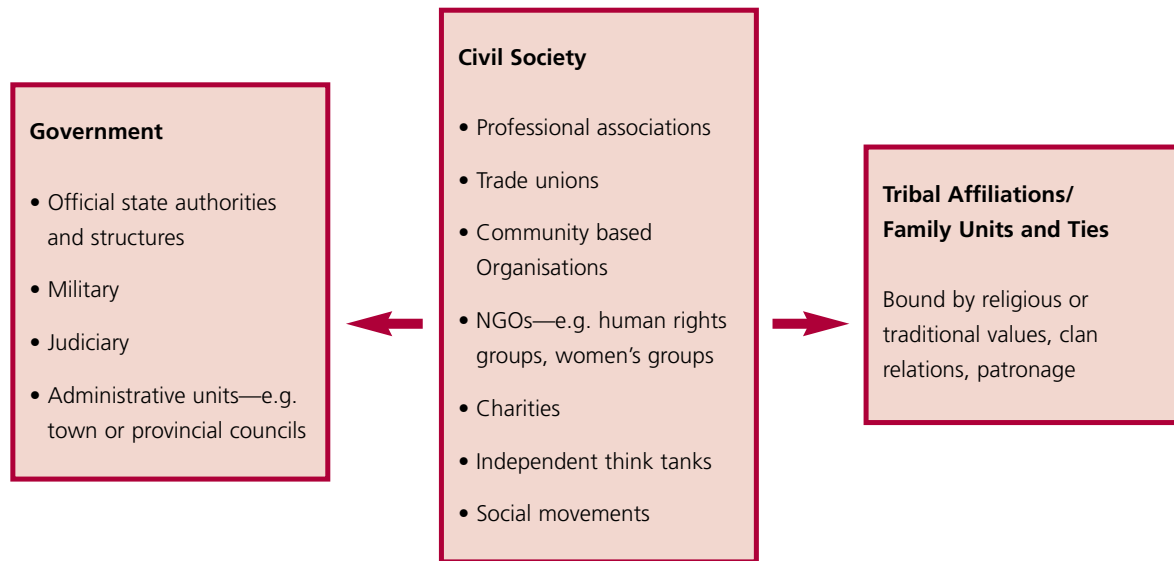 Government
• Official state authorities
and structures
• Military
• Judiciary
• Administrative units—e.g.
town or provincial councils
Civil Society
• Professional associations
• Trade unions
• Community based
Organisations
• NGOs—e.g. human rights
groups, women's groups
• Charities
• Independent think tanks
• Social movements
Tribal Affiliations/
Family Units and Ties
Bound by religious or
traditional values, clan
relations, patronage